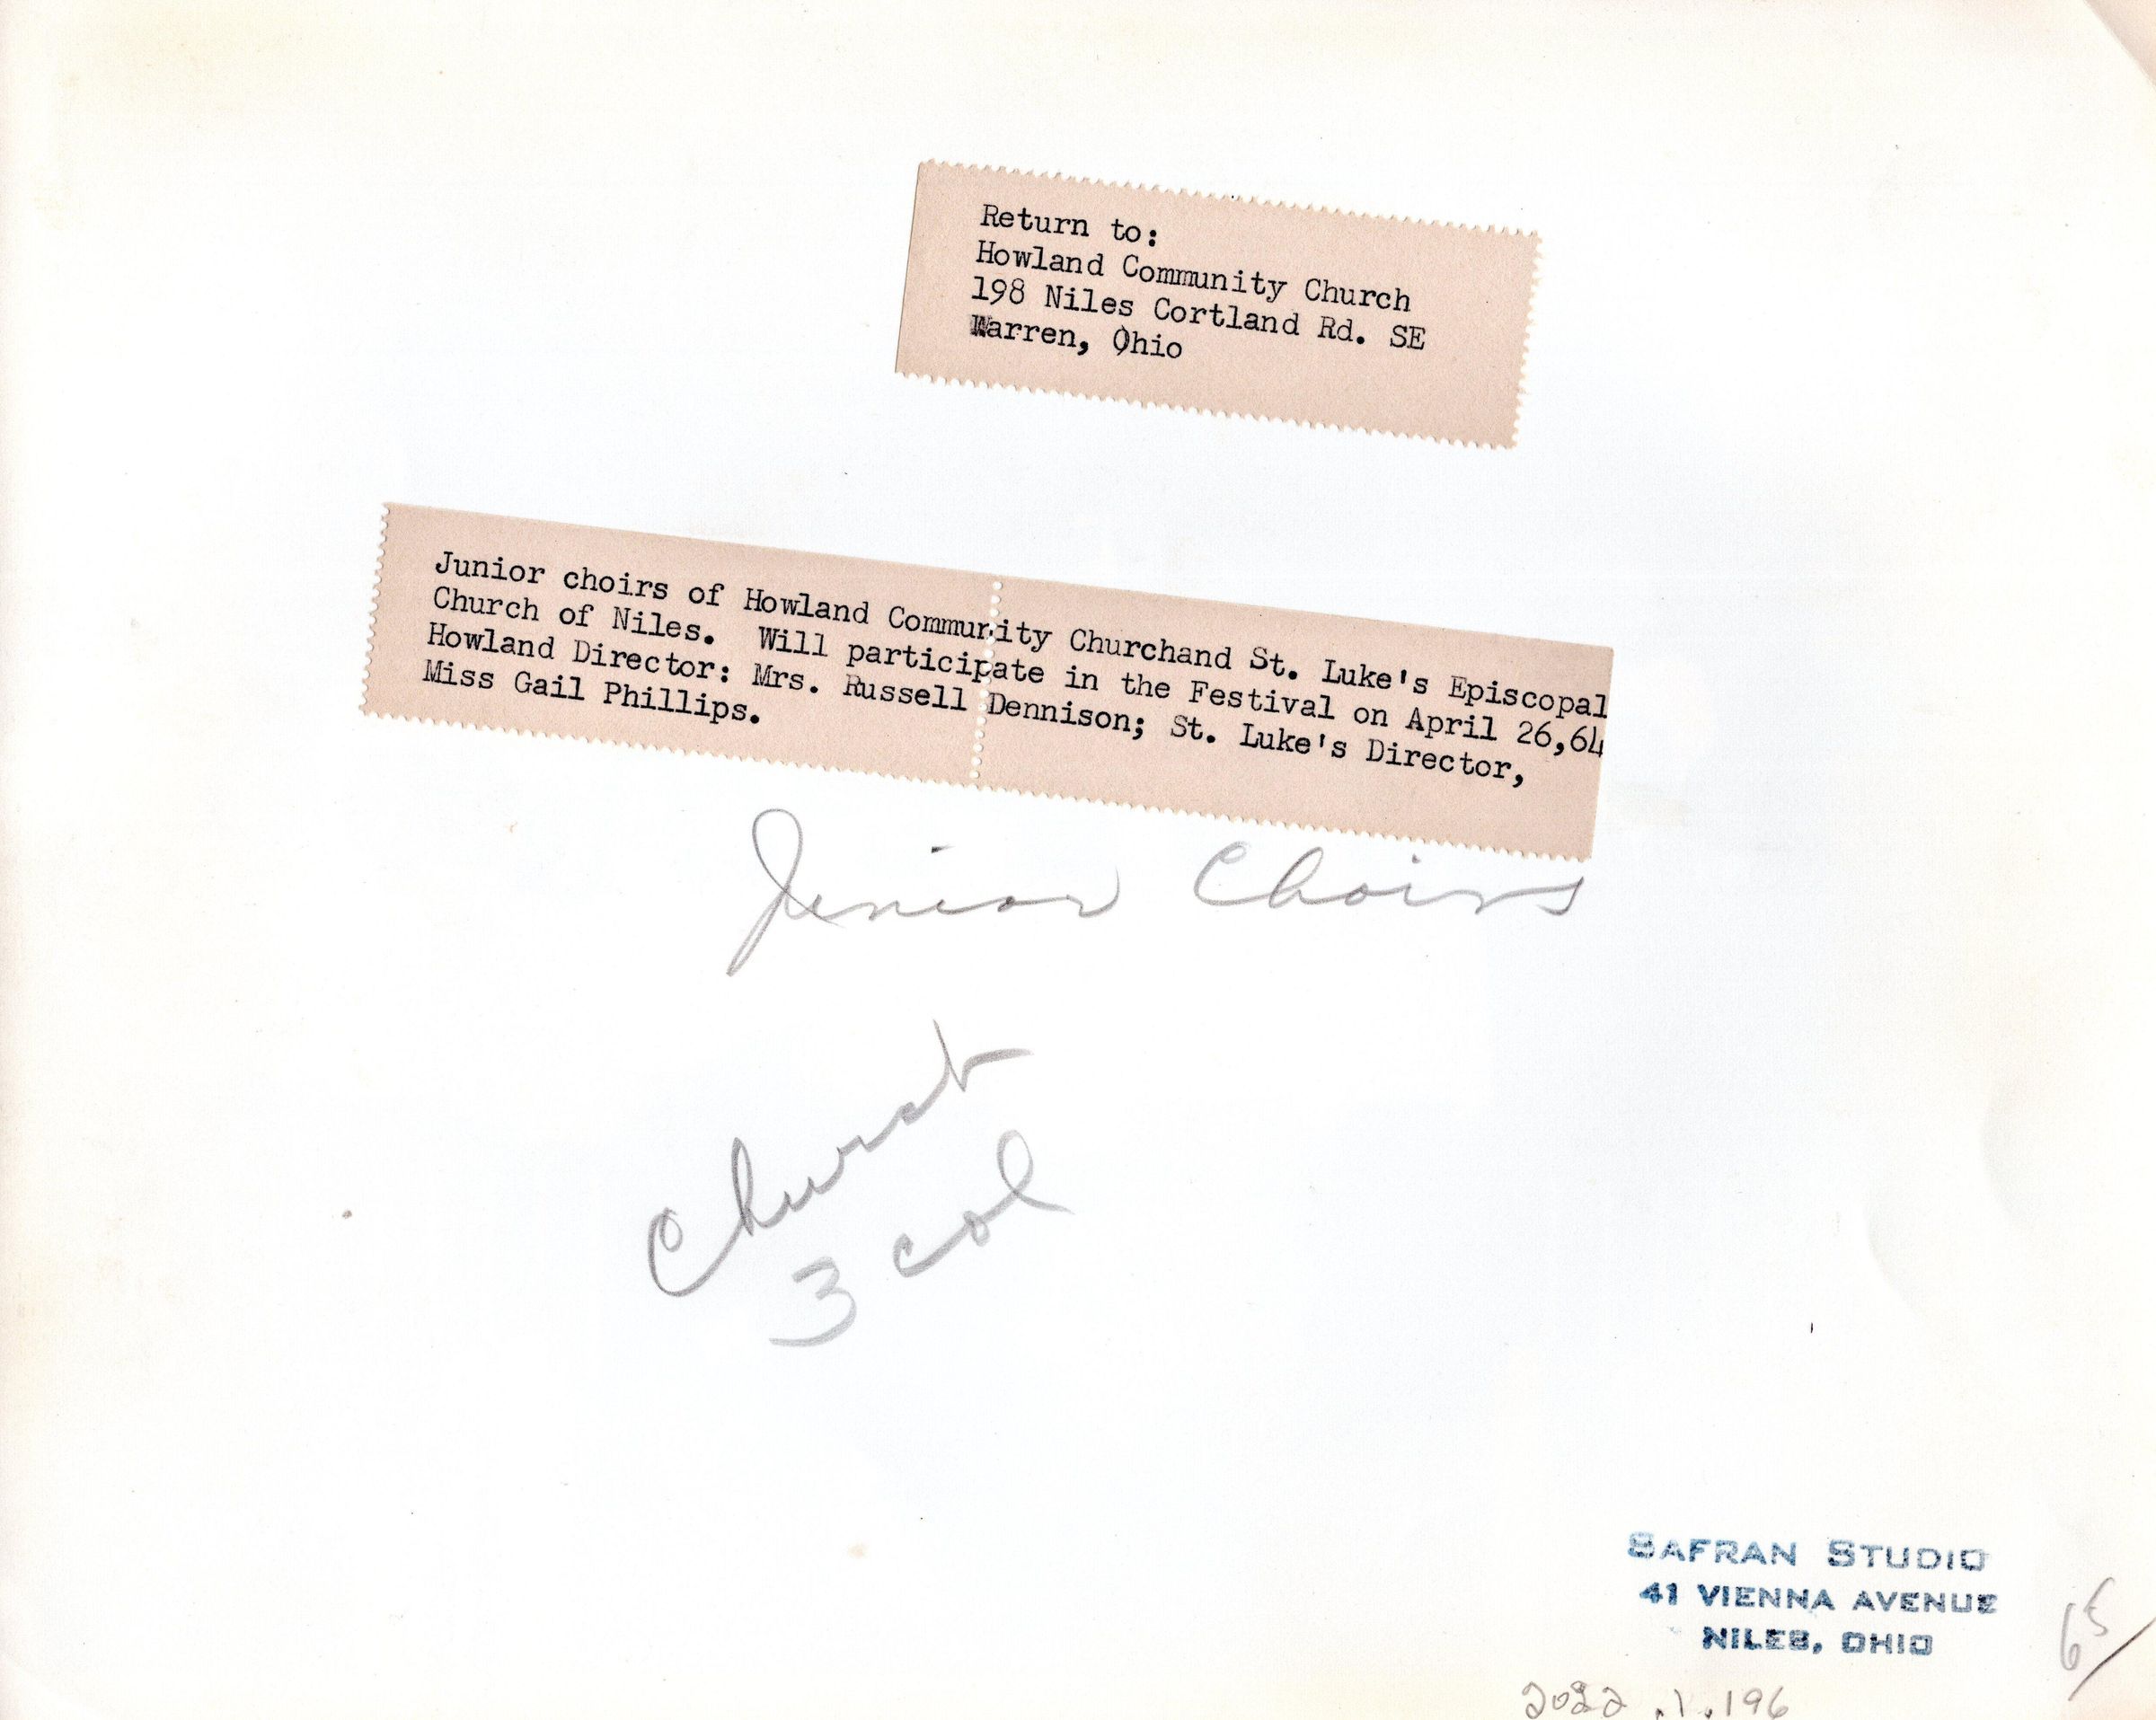 Return to:
Howland Community Church
198 Niles Cortland Rd. SE
Warren, Ohio
Junior choirs of Howland Community Churchand St. Luke's Episcopal
Church of Niles.  Will participate in the Festival on April 26,64
Howland Director: Mrs. Russell Dennison; St. Luke's Director,
Miss Gail Phillips.
Junior Choirs
Church
3 col
SAFRAN STUDIO
41 VIENNA AVENUE
NILES, OHIO
65/
2022.1.196